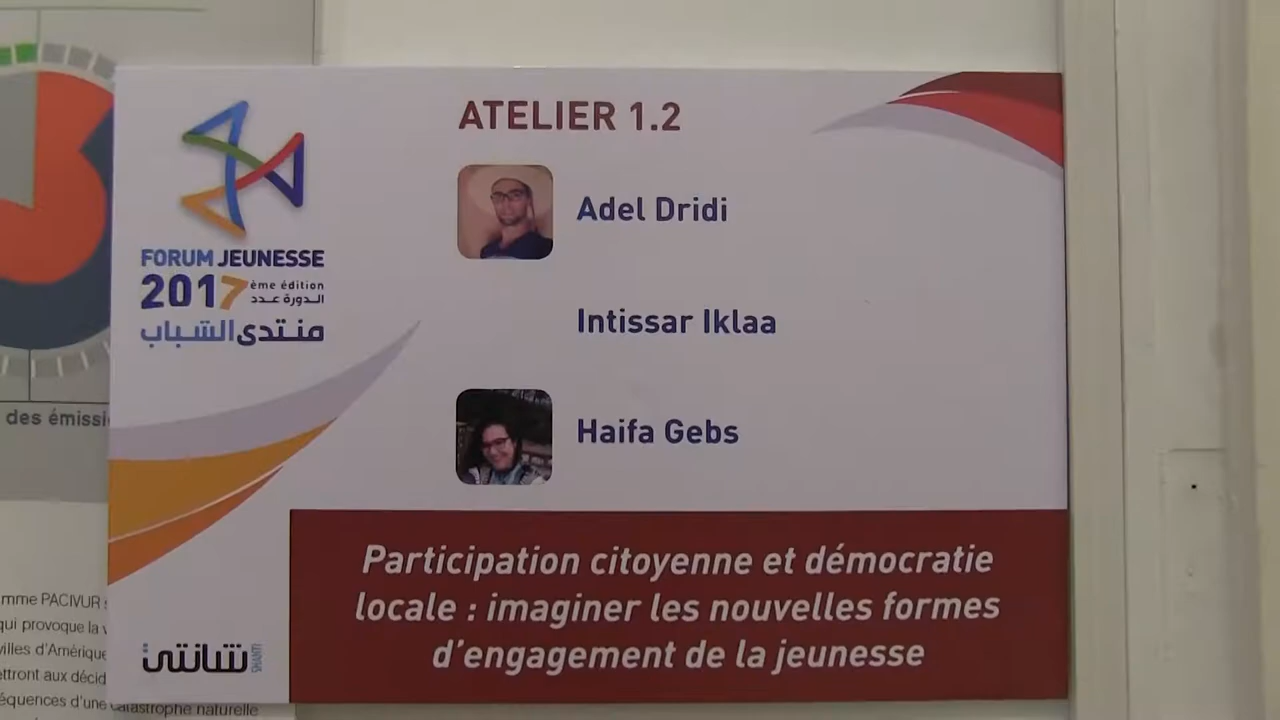 ATELIER 1.2
Adel Dridi
Intissar Iklaa
Haifa Gebs
FORUM JEUNESSE
2017 ème édition
الدورة عدد
منتدى الشباب
Participation citoyenne et démocratie
locale : imaginer les nouvelles formes
d'engagement de la jeunesse
شانتي
SHANTI
des émissi
mme PACIVUR
qui provoque la
villes d'Amérique
ettront aux décid
équences d'une catastrophe naturelle